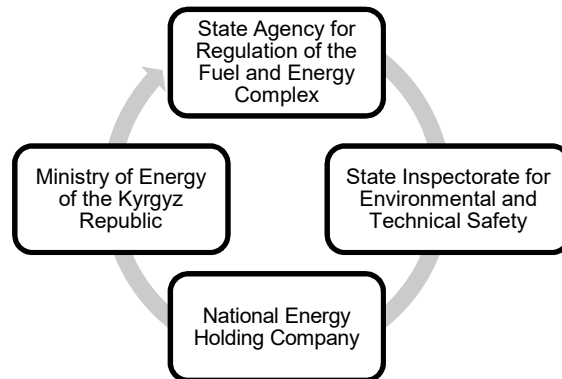 State Agency for
Regulation of the
Fuel and Energy
Complex
Ministry of Energy
of the Kyrgyz
Republic
State Inspectorate for
Environmental and
Technical Safety
National Energy
Holding Company